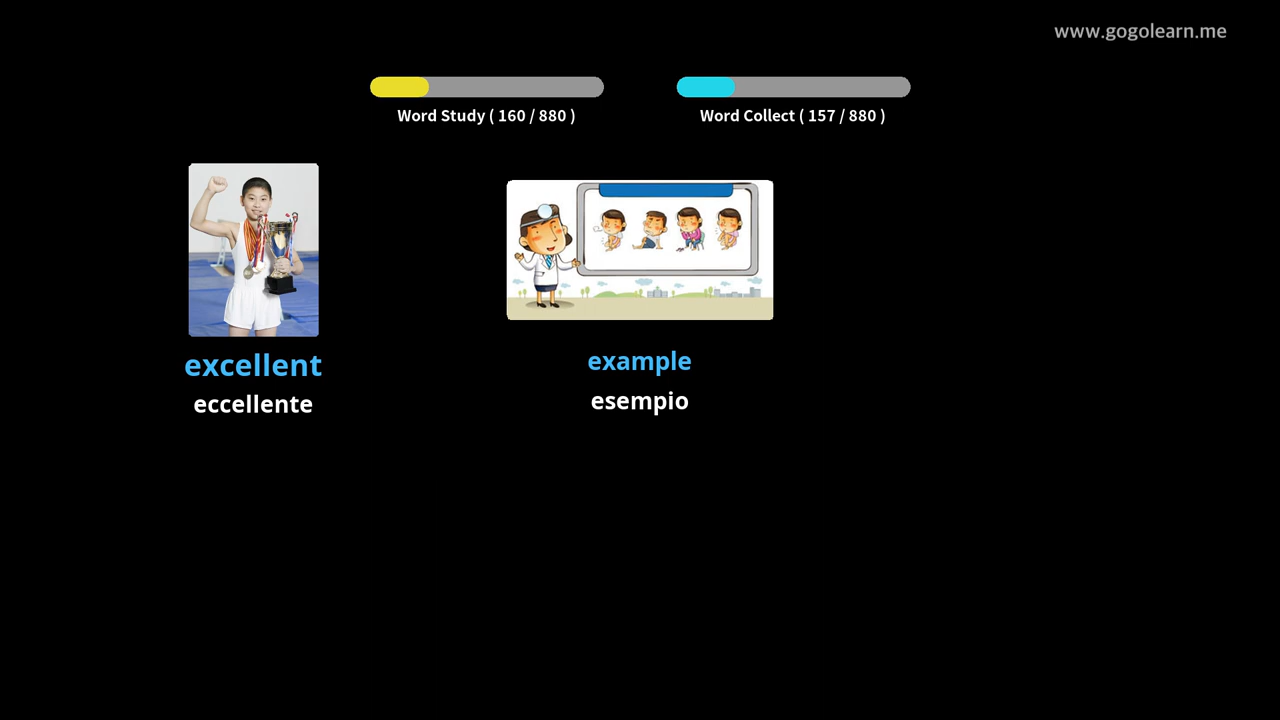 www.gogolearn.me
Word Study ( 160 / 880 )
Word Collect ( 157 / 880 )
excellent
eccellente
example
esempio